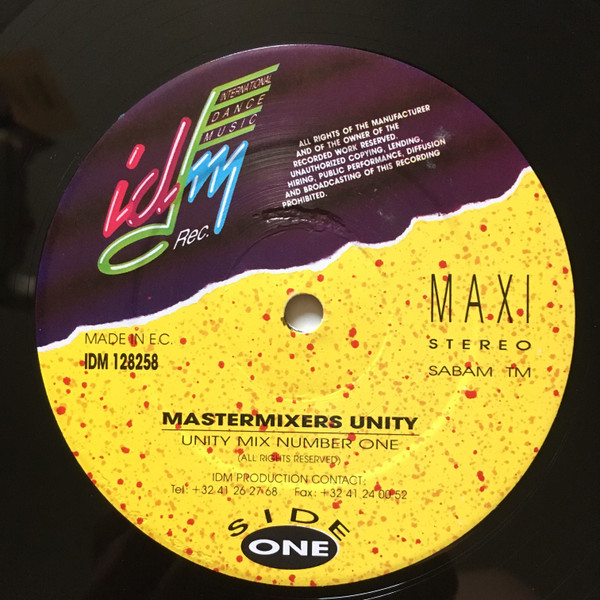 INTERNATIONAL
DANCE
MUSIC
idm
Rec.
ALL RIGHTS OF THE MANUFACTURER
AND OF THE OWNER OF THE
RECORDED WORK RESERVED.
UNAUTHORIZED COPYING, LENDING,
HIRING, PUBLIC PERFORMANCE, DIFFUSION
AND BROADCASTING OF THIS RECORDING
PROHIBITED.
MADE IN E.C.
IDM 128258
MAXI
STEREO
SABAM TM
MASTERMIXERS UNITY
UNITY MIX NUMBER ONE
(ALL RIGHTS RESERVED)
IDM PRODUCTION CONTACT:
Tel: +32 41 26 27 68 Fax: +32 41 24 00 52
SIDE
ONE